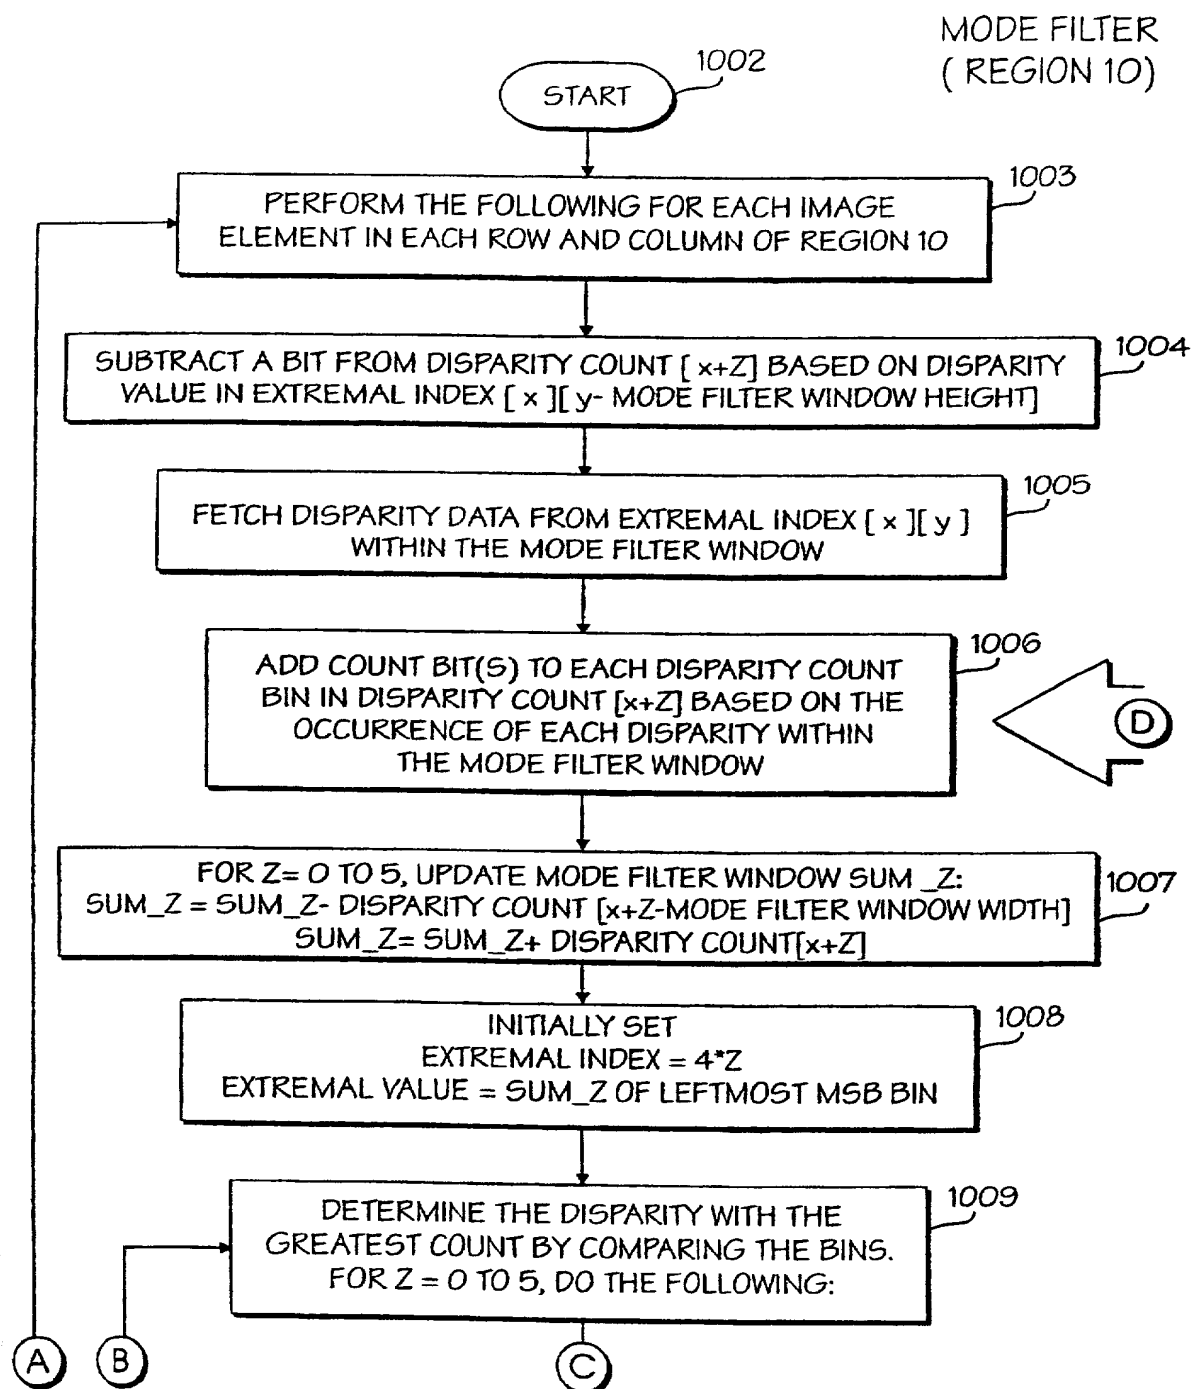 MODE FILTER
( REGION 10)
1002
START
1003
PERFORM THE FOLLOWING FOR EACH IMAGE
ELEMENT IN EACH ROW AND COLUMN OF REGION 10
1004
SUBTRACT A BIT FROM DISPARITY COUNT [ x+Z] BASED ON DISPARITY
VALUE IN EXTREMAL INDEX [ x ][ y- MODE FILTER WINDOW HEIGHT]
1005
FETCH DISPARITY DATA FROM EXTREMAL INDEX [ x ][ y ]
WITHIN THE MODE FILTER WINDOW
1006
ADD COUNT BIT(S) TO EACH DISPARITY COUNT
BIN IN DISPARITY COUNT [x+Z] BASED ON THE
OCCURRENCE OF EACH DISPARITY WITHIN
THE MODE FILTER WINDOW
D
1007
FOR Z= 0 TO 5, UPDATE MODE FILTER WINDOW SUM _Z:
SUM_Z = SUM_Z- DISPARITY COUNT [x+Z-MODE FILTER WINDOW WIDTH]
SUM_Z= SUM_Z+ DISPARITY COUNT[x+Z]
1008
INITIALLY SET
EXTREMAL INDEX = 4*Z
EXTREMAL VALUE = SUM_Z OF LEFTMOST MSB BIN
1009
DETERMINE THE DISPARITY WITH THE
GREATEST COUNT BY COMPARING THE BINS.
FOR Z = 0 TO 5, DO THE FOLLOWING:
A
B
C